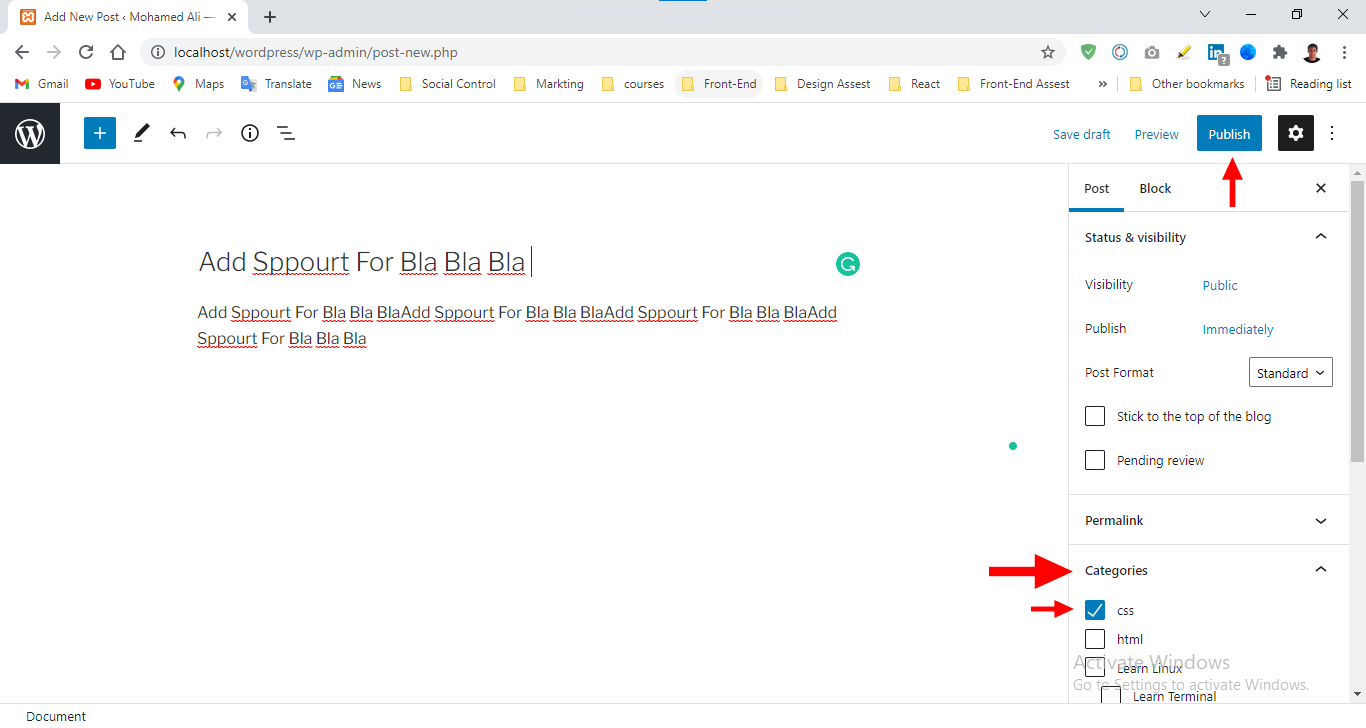 Add New Post ‹ Mohamed Ali —
localhost/wordpress/wp-admin/post-new.php
Gmail YouTube Maps Translate News Social Control Markting courses Front-End Design Assest React Front-End Assest » Other bookmarks Reading list
Save draft Preview Publish
Post Block
Status & visibility
Add Sppourt For Bla Bla Bla
Visibility Public
Add Sppourt For Bla Bla BlaAdd Sppourt For Bla Bla BlaAdd Sppourt For Bla Bla BlaAdd
Sppourt For Bla Bla Bla
Publish Immediately
Post Format Standard
Stick to the top of the blog
Pending review
Permalink
Categories
css
html
Activate Windows
Learn Linux
Go to Settings to activate Windows.
Learn Terminal
Document